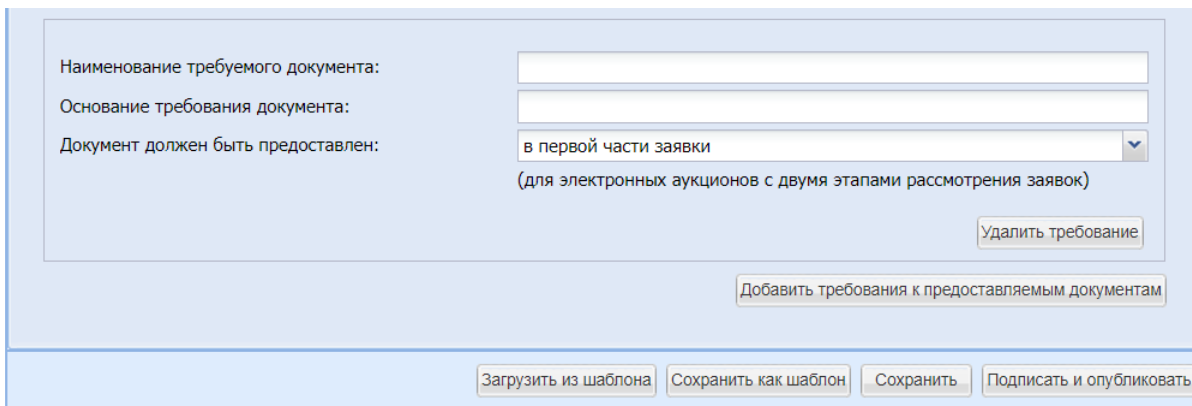 Наименование требуемого документа:
Основание требования документа:
Документ должен быть предоставлен:
в первой части заявки
(для электронных аукционов с двумя этапами рассмотрения заявок)
Удалить требование
Добавить требования к предоставляемым документам
Загрузить из шаблона Сохранить как шаблон Сохранить Подписать и опубликовать